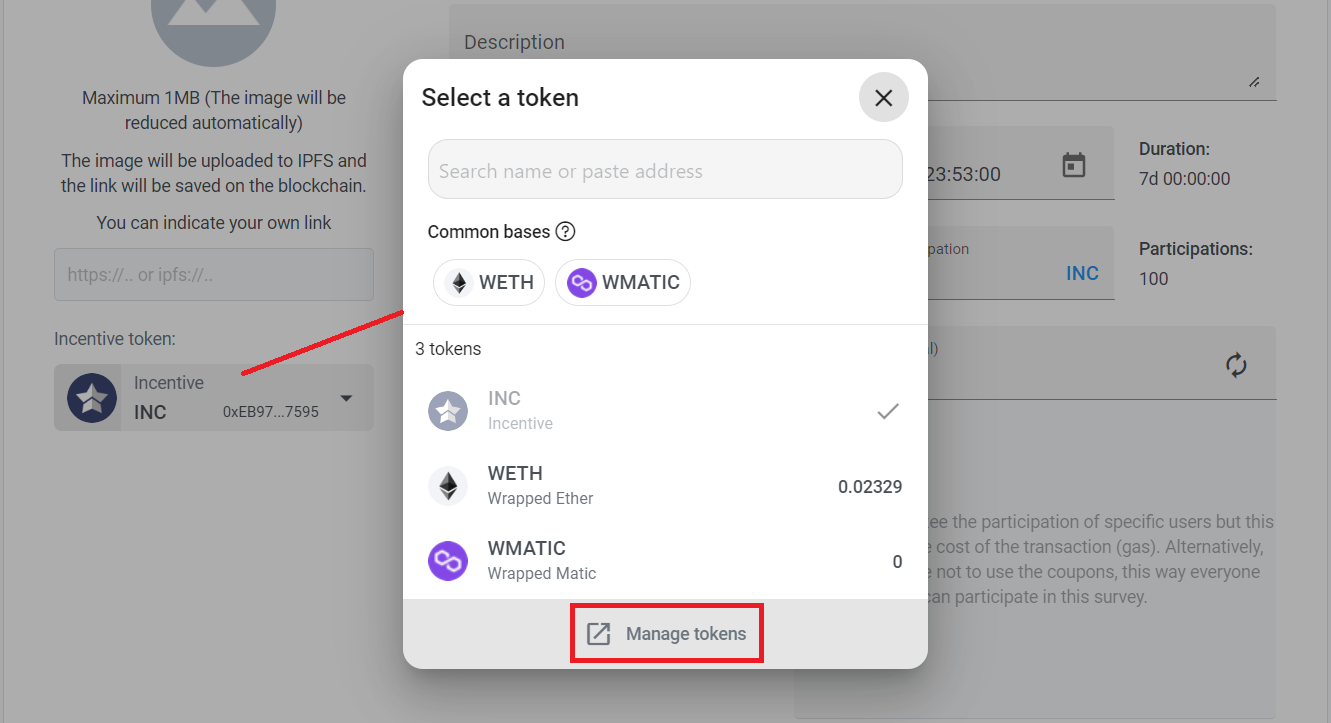 Description
Maximum 1MB (The image will be
reduced automatically)
The image will be uploaded to IPFS and
the link will be saved on the blockchain.
You can indicate your own link
https://.. or ipfs://..
Incentive token:
Incentive
INC 0xEB97...7595
Select a token
Search name or paste address
Common bases
WETH WMATIC
3 tokens
INC
Incentive
WETH
Wrapped Ether
0.02329
WMATIC
Wrapped Matic
0
Manage tokens
23:53:00
Duration:
7d 00:00:00
INC
Participations:
100
the participation of specific users but this
cost of the transaction (gas). Alternatively,
not to use the coupons, this way everyone
can participate in this survey.